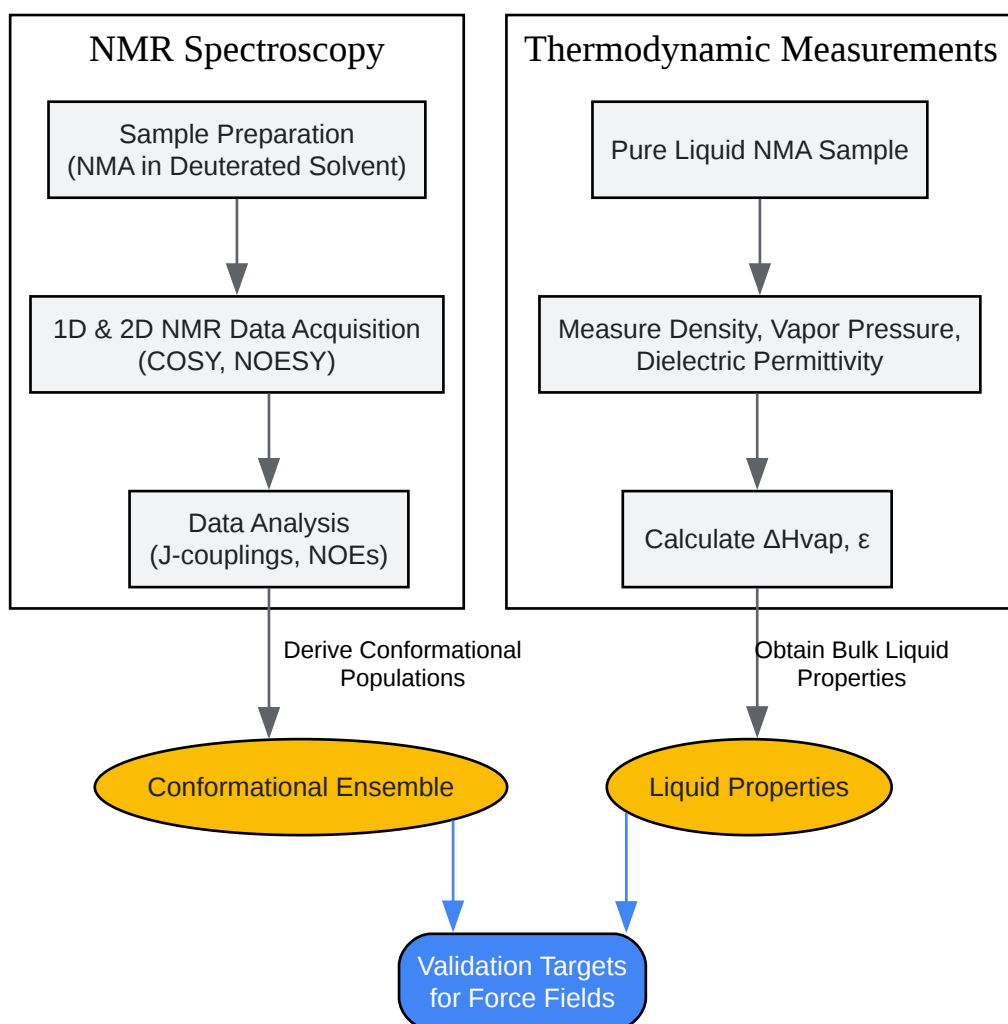 NMR Spectroscopy
Sample Preparation
(NMA in Deuterated Solvent)
1D & 2D NMR Data Acquisition
(COSY, NOESY)
Data Analysis
(J-couplings, NOEs)
Derive Conformational
Populations
Conformational Ensemble
Thermodynamic Measurements
Pure Liquid NMA Sample
Measure Density, Vapor Pressure,
Dielectric Permittivity
Calculate ΔHvap, ε
Obtain Bulk Liquid
Properties
Liquid Properties
Validation Targets
for Force Fields